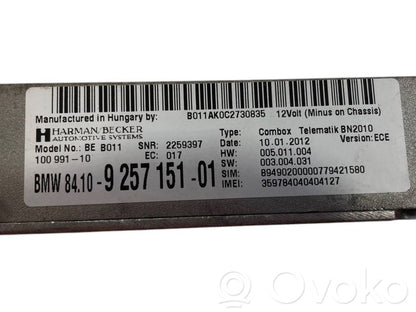 Manufactured in Hungary by: B011AK0C2730B35 12Volt (Minus on Chassis)
HARMAN/BECKER
AUTOMOTIVE SYSTEMS
Type: Combox Telematik BN2010
Model No.: BE B011 SNR: 2259397 Date: 10.01.2012 Version: ECE
100 991-10 EC: 017 HW: 005.011.004
SW: 003.004.031
BMW 84.10- 9 257 151 -01 SIM: 89490200000779421580
IMEI: 359784040404127
OVOKO.COM